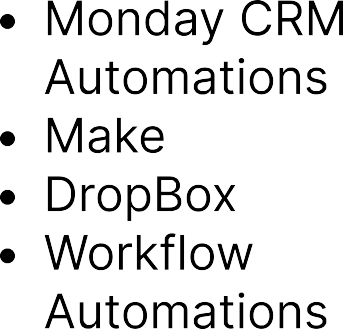 • Monday CRM
Automations
• Make
• DropBox
• Workflow
Automations